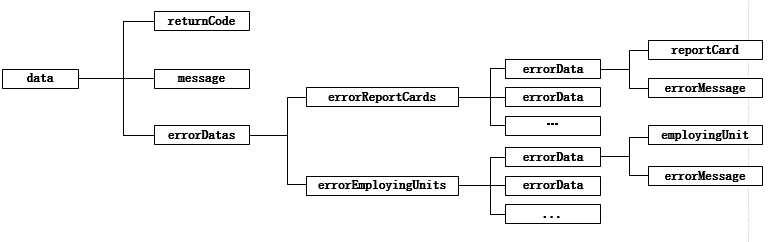 returnCode
reportCard
errorData
data
message
errorMessage
errorReportCards
errorData
...
errorDatas
employingUnit
errorData
errorMessage
errorEmployingUnits
errorData
...